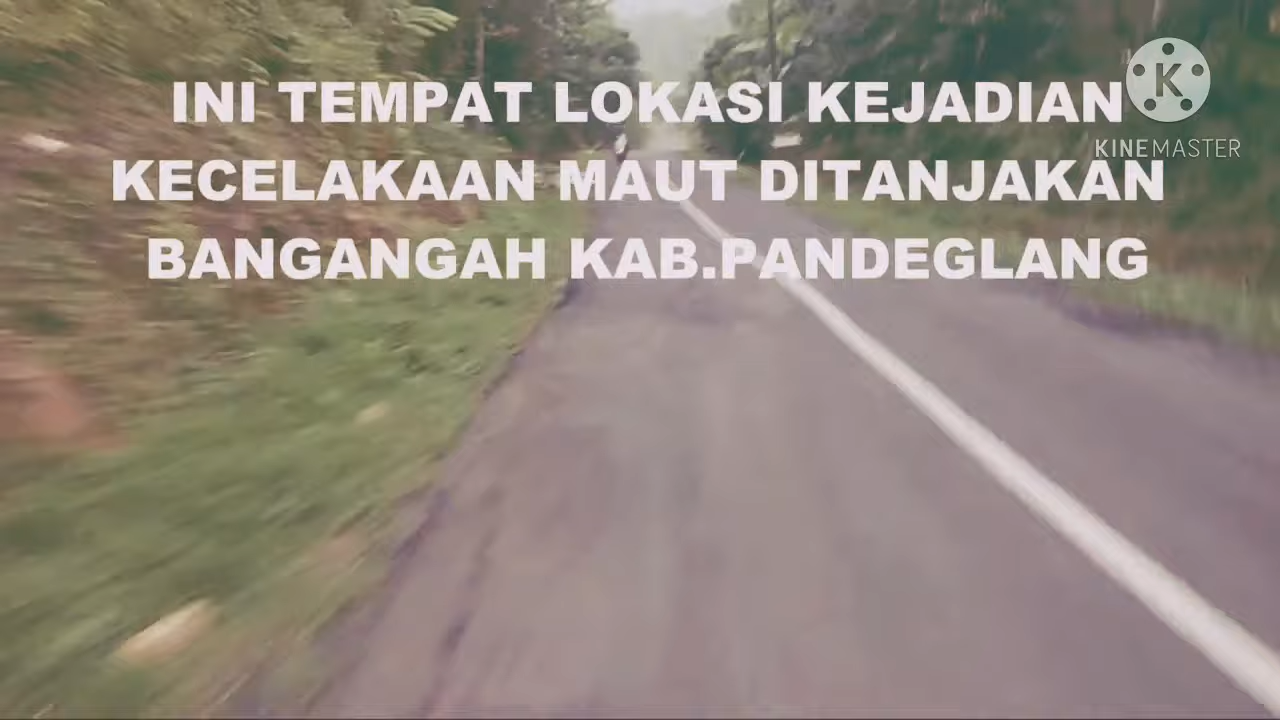 INI TEMPAT LOKASI KEJADIAN
KECELAKAAN MAUT DITANJAKAN
BANGANGAH KAB.PANDEGLANG
K
KINEMASTER